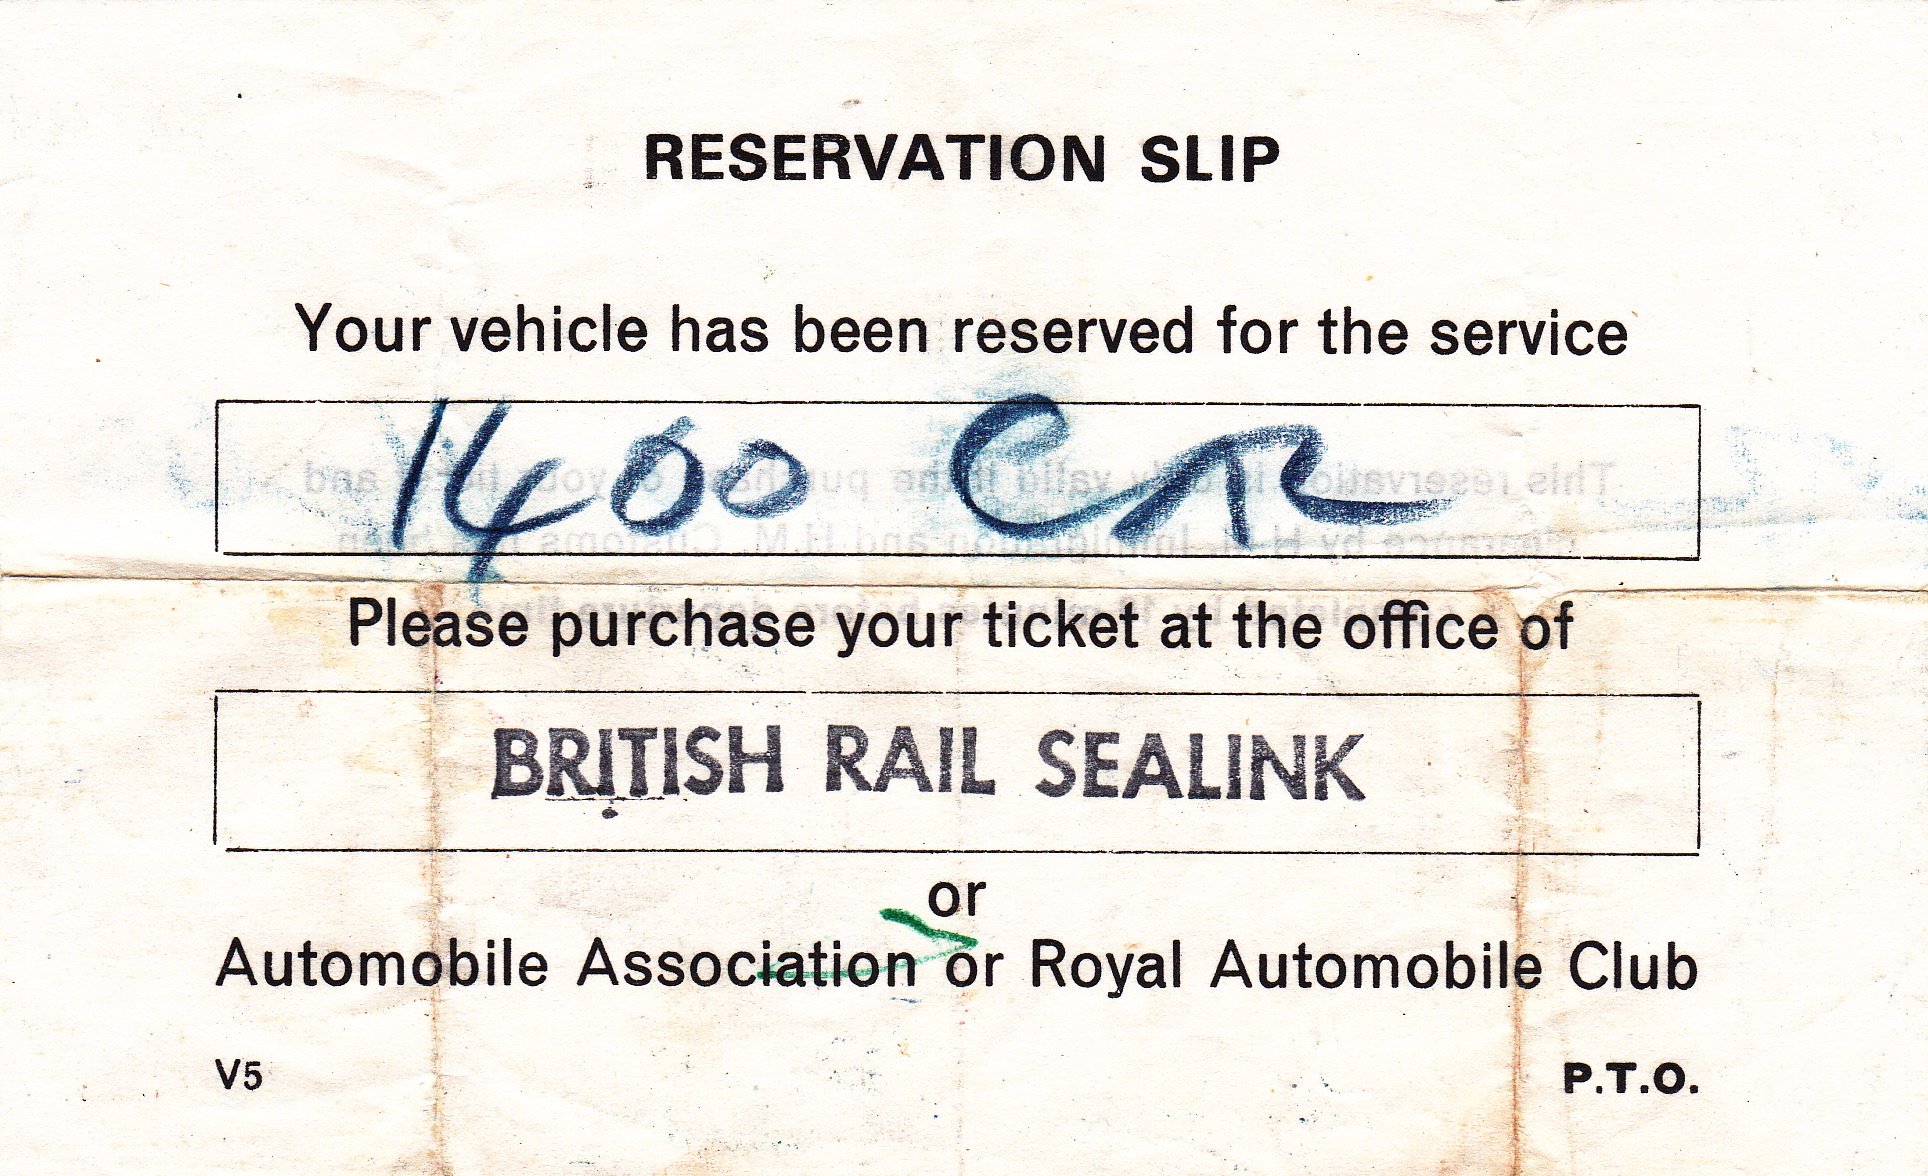 RESERVATION SLIP
Your vehicle has been reserved for the service
1400
Please purchase your ticket at the office of
BRITISH RAIL SEALINK
or
Automobile Association or Royal Automobile Club
V5 P.T.O.